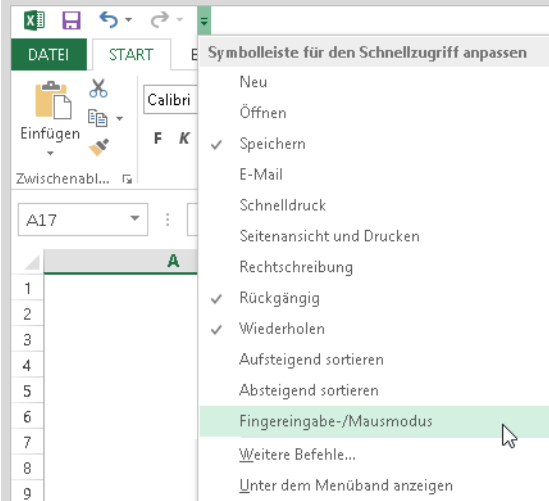 DATEI START E
Symbolleiste für den Schnellzugriff anpassen
Neu
Öffnen
Speichern
E-Mail
Schnelldruck
Seitenansicht und Drucken
Rechtschreibung
Rückgängig
Wiederholen
Aufsteigend sortieren
Absteigend sortieren
Fingereingabe-/Mausmodus
Weitere Befehle...
Unter dem Menüband anzeigen
Einfügen
Calibri
F K
Zwischenabl...
A17
A
1
2
3
4
5
6
7
8
9